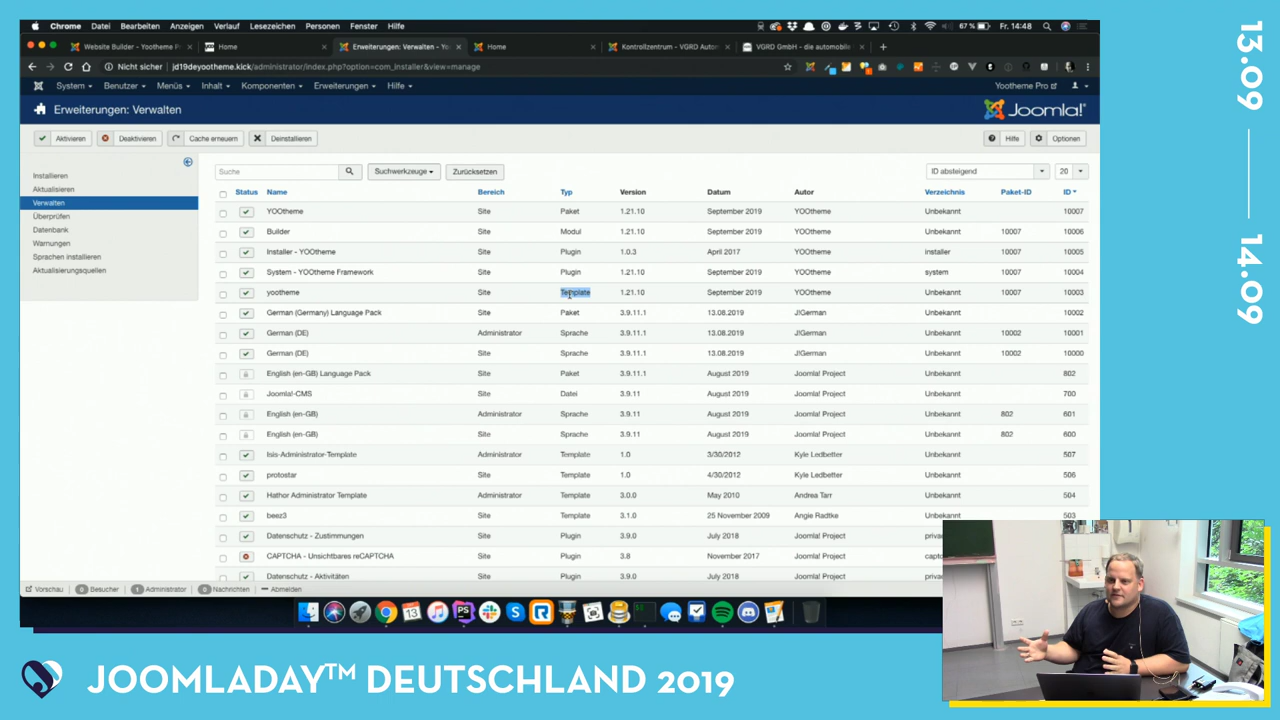 Chrome Datei Bearbeiten Anzeigen Verlauf Lesezeichen Personen Fenster Hilfe 67 % Fr. 14:48
Website Builder - Yootheme Pr Home Erweiterungen: Verwalten - Yo Home Kontrollzentrum - VGRD Autom VGRD GmbH - die automobile
Nicht sicher jd19deyootheme.kick/administrator/index.php?option=com_installer&view=manage
System Benutzer Menüs Inhalt Komponenten Erweiterungen Hilfe Yootheme Pro
Erweiterungen: Verwalten Joomla!
Aktivieren Deaktivieren Cache erneuern Deinstallieren Hilfe Optionen
Installieren
Aktualisieren
Verwalten
Überprüfen
Datenbank
Warnungen
Sprachen installieren
Aktualisierungsquellen
Suche Suchwerkzeuge Zurücksetzen ID absteigend 20
Status Name Bereich Typ Version Datum Autor Verzeichnis Paket-ID ID
YOOtheme Site Paket 1.21.10 September 2019 YOOtheme Unbekannt 10007
Builder Site Modul 1.21.10 September 2019 YOOtheme Unbekannt 10007 10006
Installer - YOOtheme Site Plugin 1.0.3 April 2017 YOOtheme installer 10007 10005
System - YOOtheme Framework Site Plugin 1.21.10 September 2019 YOOtheme system 10007 10004
yootheme Site Template 1.21.10 September 2019 YOOtheme Unbekannt 10007 10003
German (Germany) Language Pack Site Paket 3.9.11.1 13.08.2019 J!German Unbekannt 10002
German (DE) Administrator Sprache 3.9.11.1 13.08.2019 J!German Unbekannt 10002 10001
German (DE) Site Sprache 3.9.11.1 13.08.2019 J!German Unbekannt 10002 10000
English (en-GB) Language Pack Site Paket 3.9.11.1 August 2019 Joomla! Project Unbekannt 802
Joomla!-CMS Site Datei 3.9.11 August 2019 Joomla! Project Unbekannt 700
English (en-GB) Administrator Sprache 3.9.11 August 2019 Joomla! Project Unbekannt 802 601
English (en-GB) Site Sprache 3.9.11 August 2019 Joomla! Project Unbekannt 802 600
Isis-Administrator-Template Administrator Template 1.0 3/30/2012 Kyle Ledbetter Unbekannt 507
protostar Site Template 1.0 4/30/2012 Kyle Ledbetter Unbekannt 506
Hathor Administrator Template Administrator Template 3.0.0 May 2010 Andrea Tarr Unbekannt 504
beez3 Site Template 3.1.0 25 November 2009 Angie Radtke Unbekannt 503
Datenschutz - Zustimmungen Site Plugin 3.9.0 July 2018 Joomla! Project
CAPTCHA - Unsichtbares reCAPTCHA Site Plugin 3.8 November 2017 Joomla! Project
Datenschutz - Aktivitäten Site Plugin 3.9.0 July 2018 Joomla! Project
Vorschau 0 Besucher 1 Administrator 0 Nachrichten Abmelden
13.09
14.09
JOOMLADAY™ DEUTSCHLAND 2019